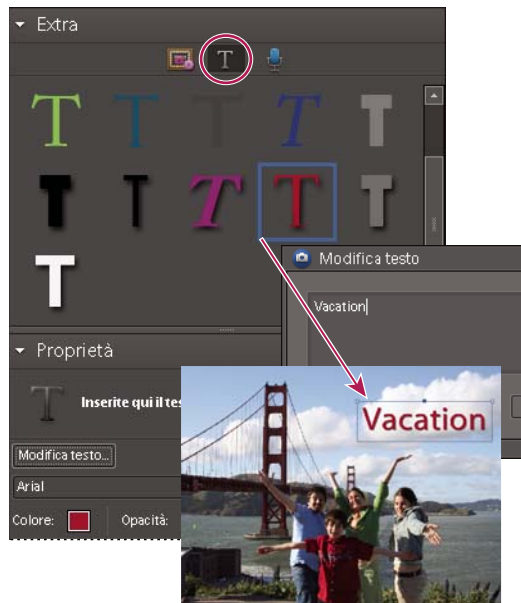 Extra
Modifica testo
Vacation
Proprietà
Inserite qui il tes
Vacation
Modifica testo...
Arial
Colore:
Opacità: